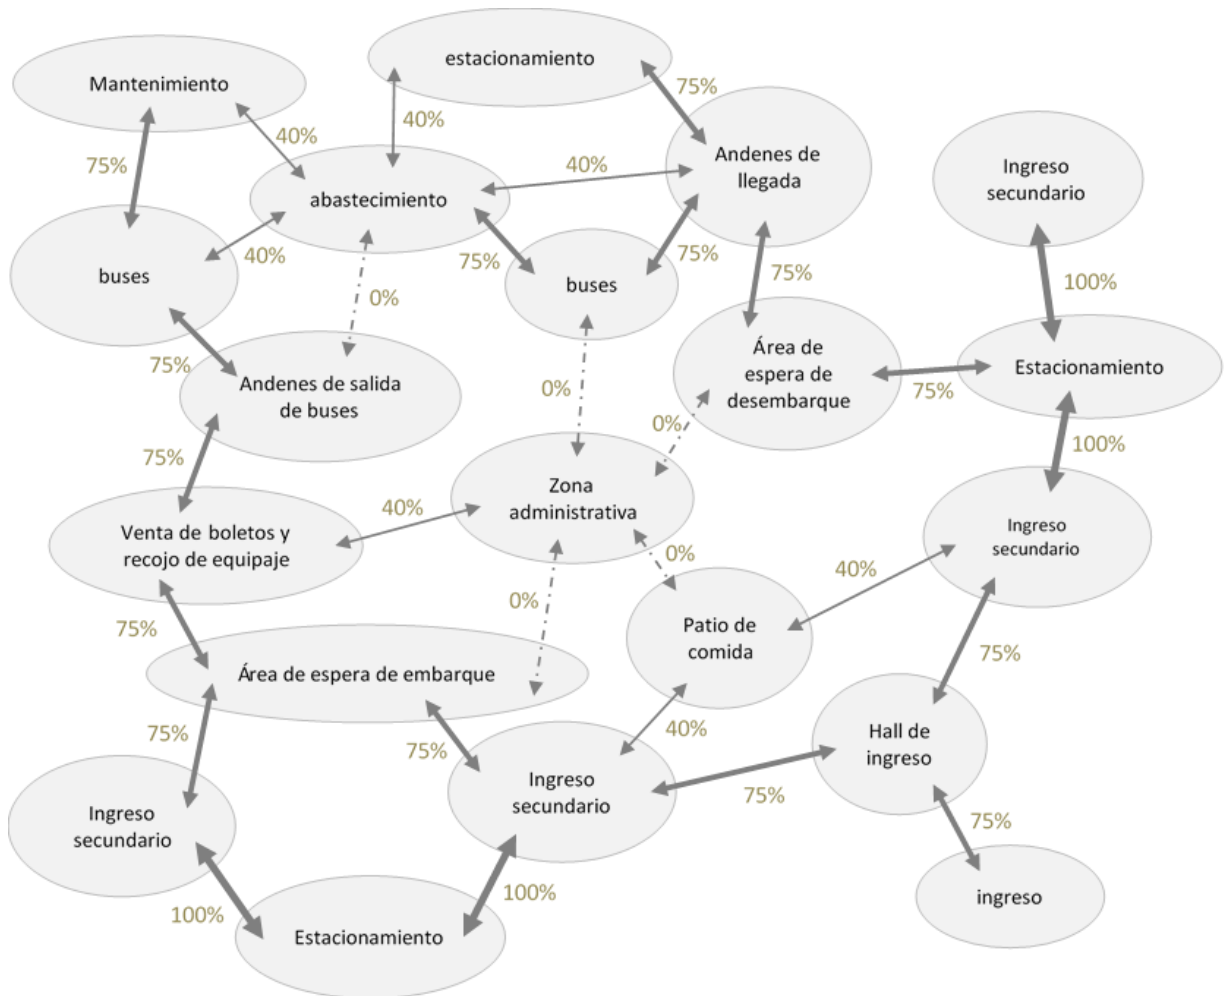 estacionamiento
Mantenimiento
75%
40%
40%
75%
40%
Andenes de
llegada
Ingreso
secundario
abastecimiento
40%
75%
75%
75%
buses
buses
100%
0%
Área de
espera de
desembarque
Estacionamiento
75%
Andenes de salida
de buses
0%
75%
0%
100%
75%
Zona
administrativa
40%
Venta de boletos y
recojo de equipaje
Ingreso
secundario
0%
40%
0%
75%
Patio de
comida
75%
Área de espera de embarque
75%
40%
75%
Hall de
ingreso
Ingreso
secundario
75%
75%
Ingreso
secundario
100%
100%
ingreso
Estacionamiento